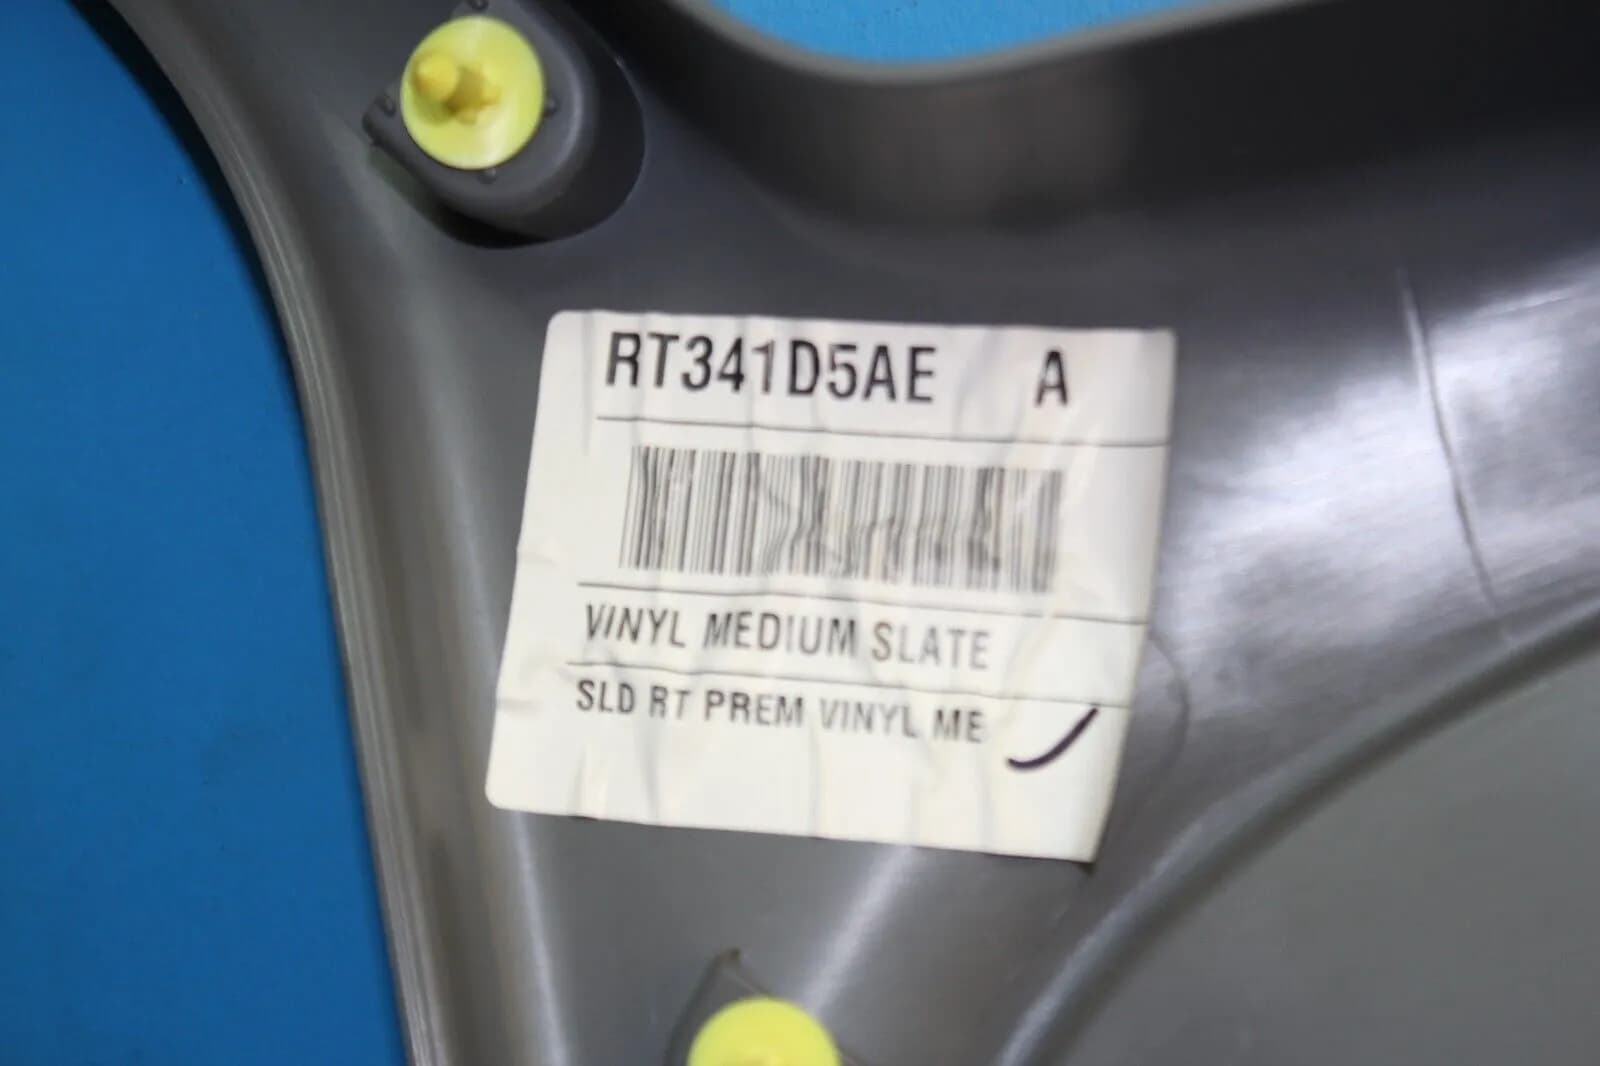 RT341D5AE A
VINYL MEDIUM SLATE
SLD RT PREM VINYL ME